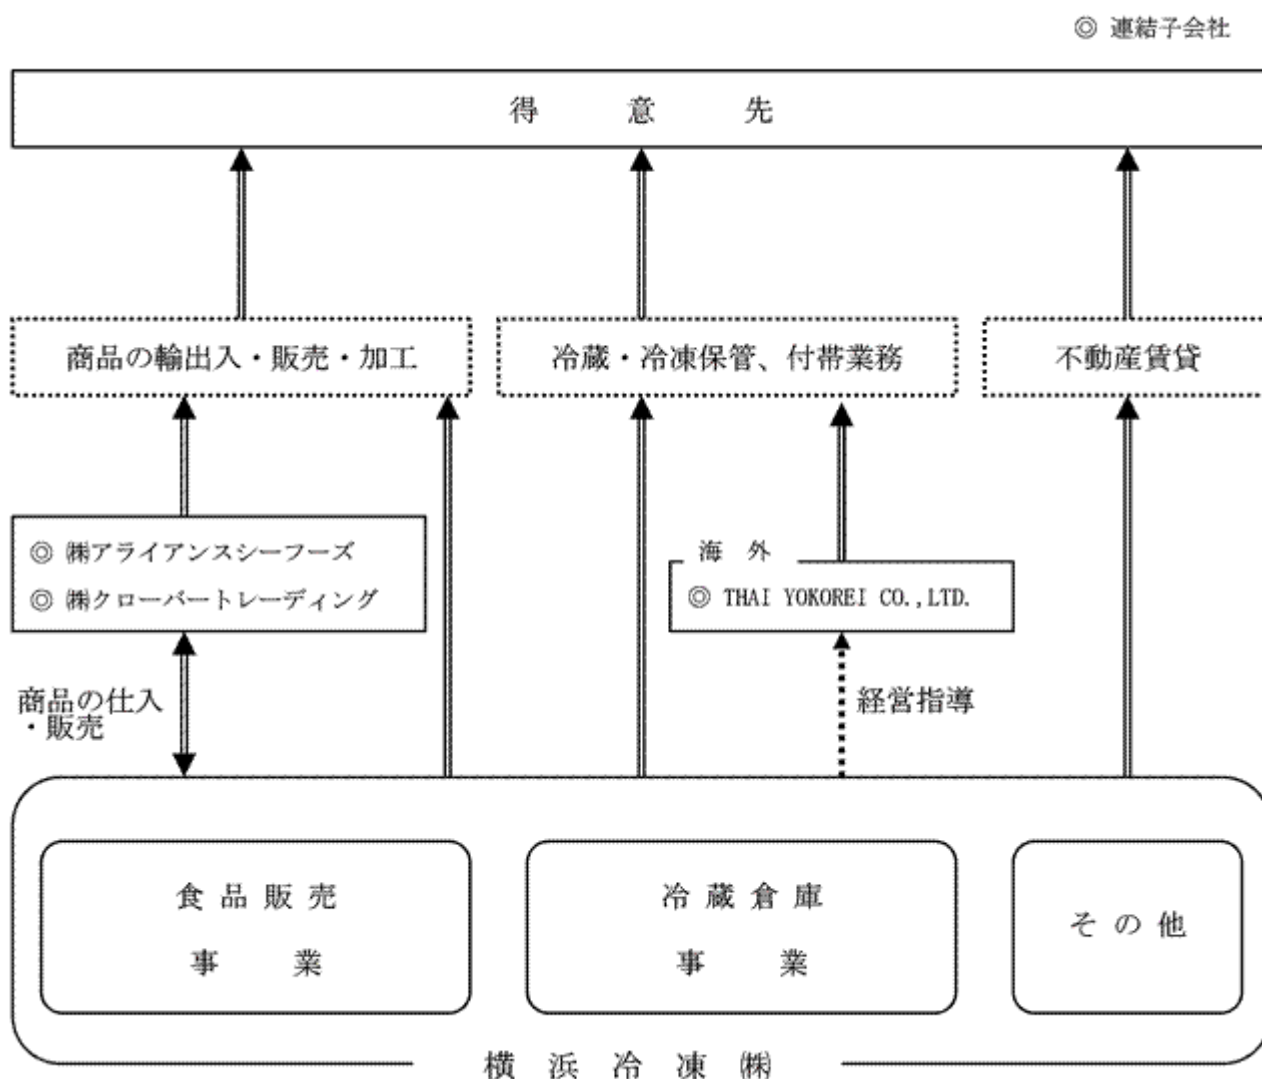 ◎ 連結子会社
得 意 先
商品の輸出入・販売・加工
冷蔵・冷凍保管、付帯業務
不動産賃貸
◎ ㈱アライアンスシーフーズ
◎ ㈱クローバートレーディング
海 外
◎ THAI YOKOREI CO.,LTD.
商品の仕入
・販売
経営指導
食 品 販 売
事 業
冷 蔵 倉 庫
事 業
そ の 他
横 浜 冷 凍 ㈱